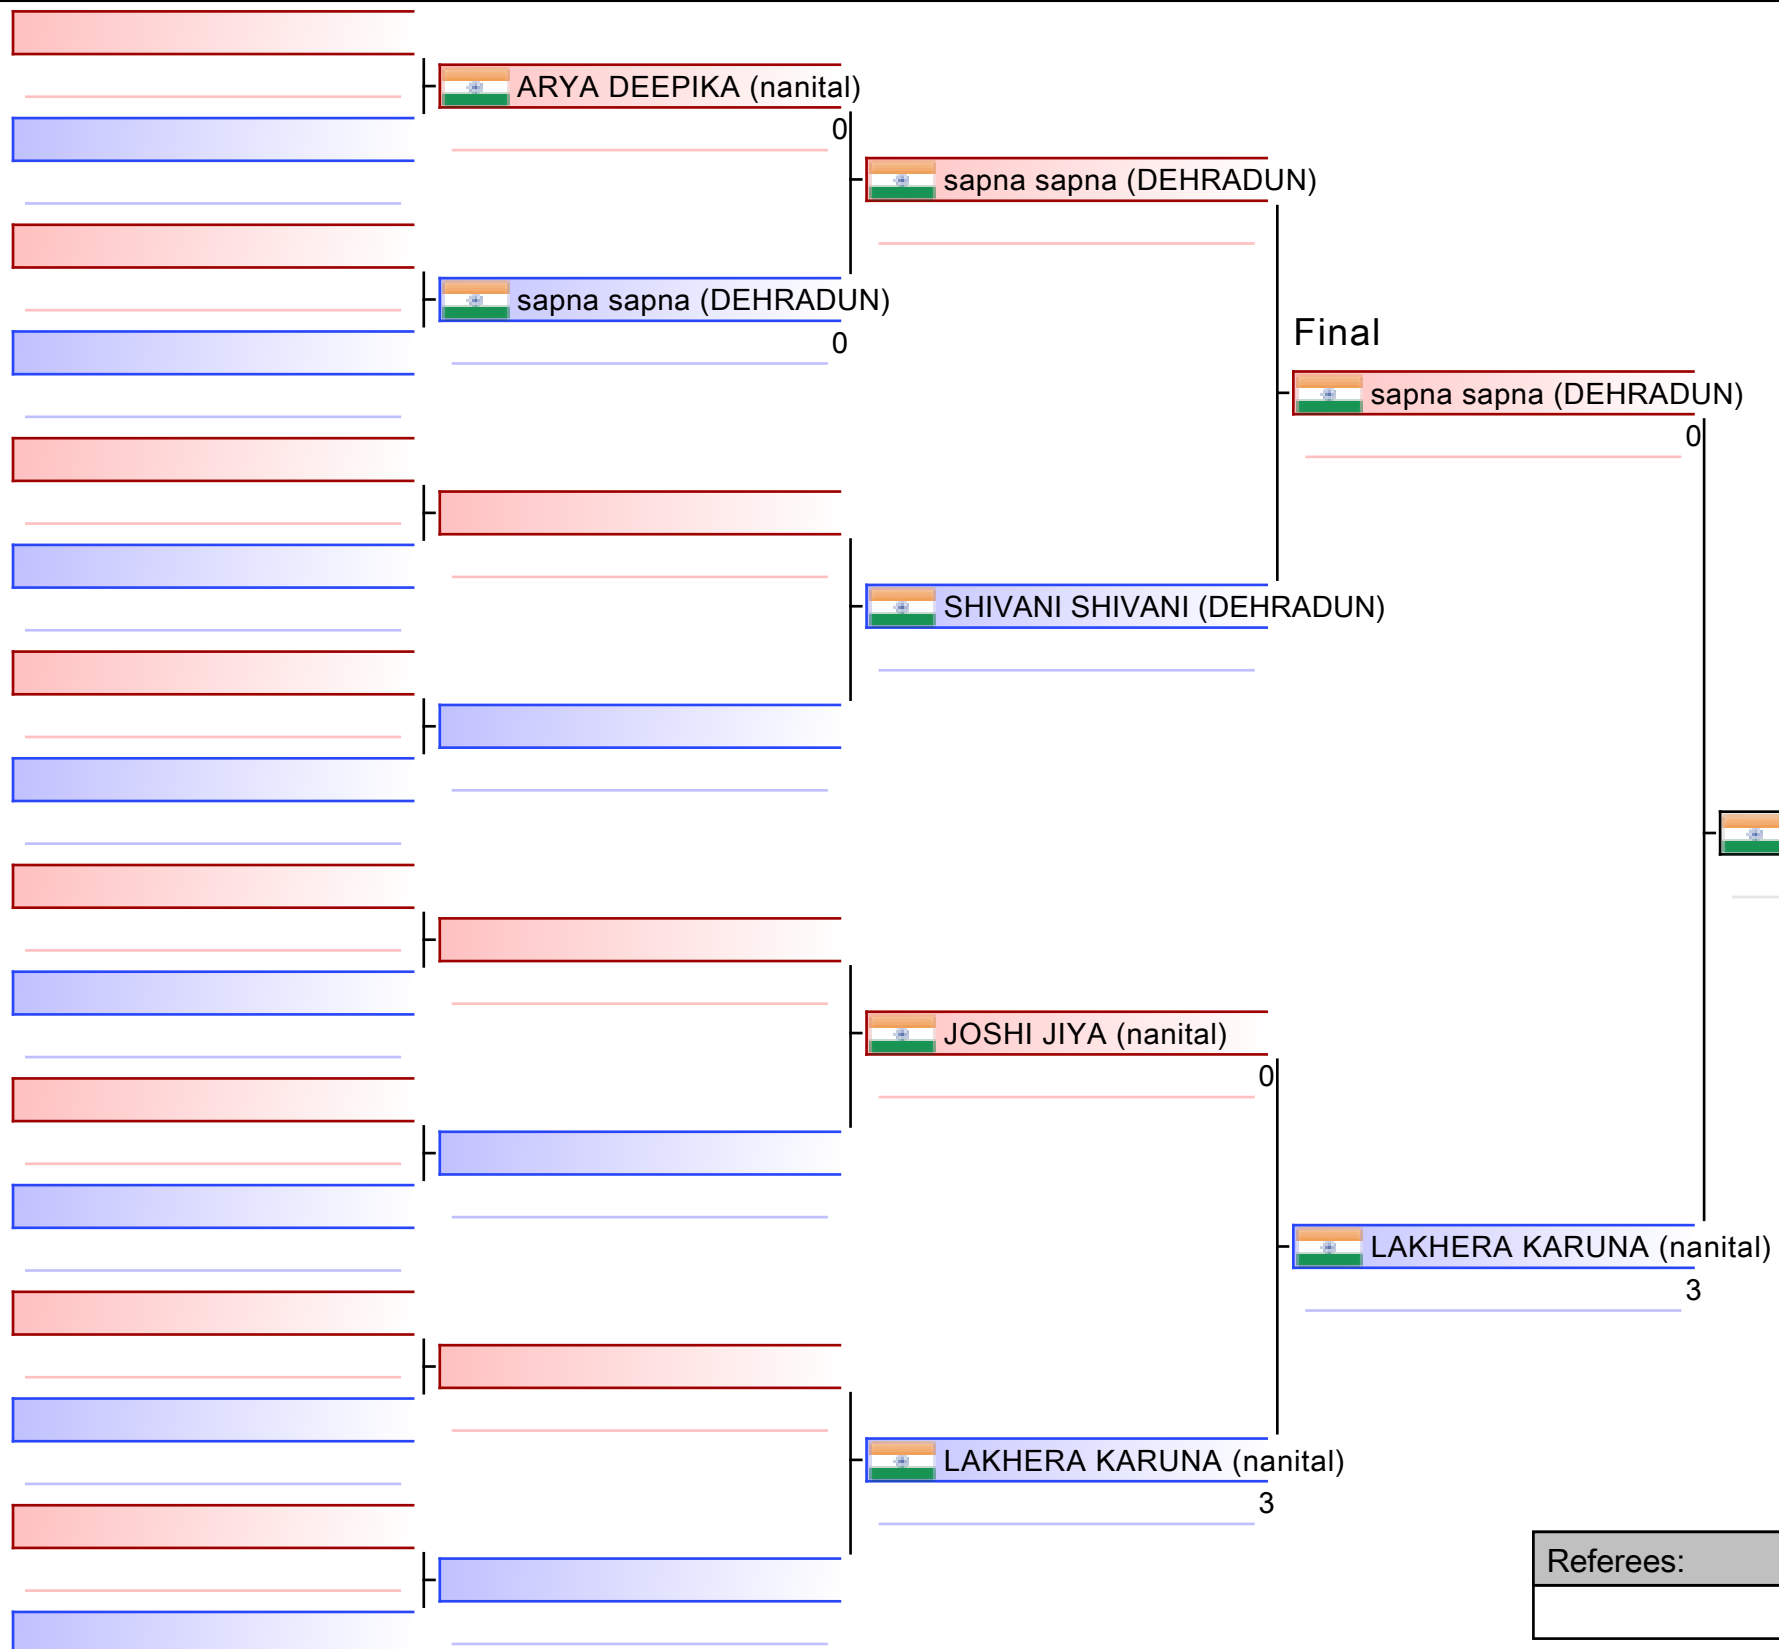 ARYA DEEPIKA (nanital)
0
sapna sapna (DEHRADUN)
sapna sapna (DEHRADUN)
0
Final
sapna sapna (DEHRADUN)
0
SHIVANI SHIVANI (DEHRADUN)
JOSHI JIYA (nanital)
0
LAKHERA KARUNA (nanital)
3
LAKHERA KARUNA (nanital)
3
Referees: